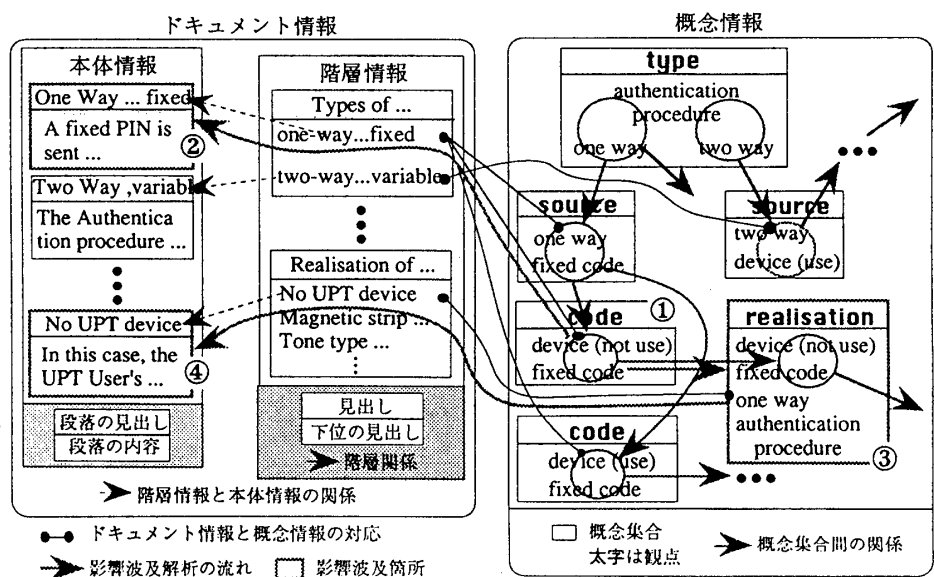 ドキュメント情報
本体情報
One Way ... fixed
A fixed PIN is
sent ...
②
Two Way ,variable
The Authentica
tion procedure ...
No UPT device
In this case, the
UPT User's ...
④
段落の見出し
段落の内容
階層情報
Types of ...
one-way...fixed
two-way...variable
Realisation of ...
No UPT device
Magnetic strip ...
Tone type ...
見出し
下位の見出し
階層関係
階層情報と本体情報の関係
概念情報
type
authentication
procedure
one way
two way
source
one way
fixed code
source
two way
device (use)
code
①
device (not use)
fixed code
realisation
device (not use)
fixed code
one way
authentication
procedure
③
code
device (use)
fixed code
概念集合
太字は観点
概念集合間の関係
ドキュメント情報と概念情報の対応
影響波及解析の流れ
影響波及箇所